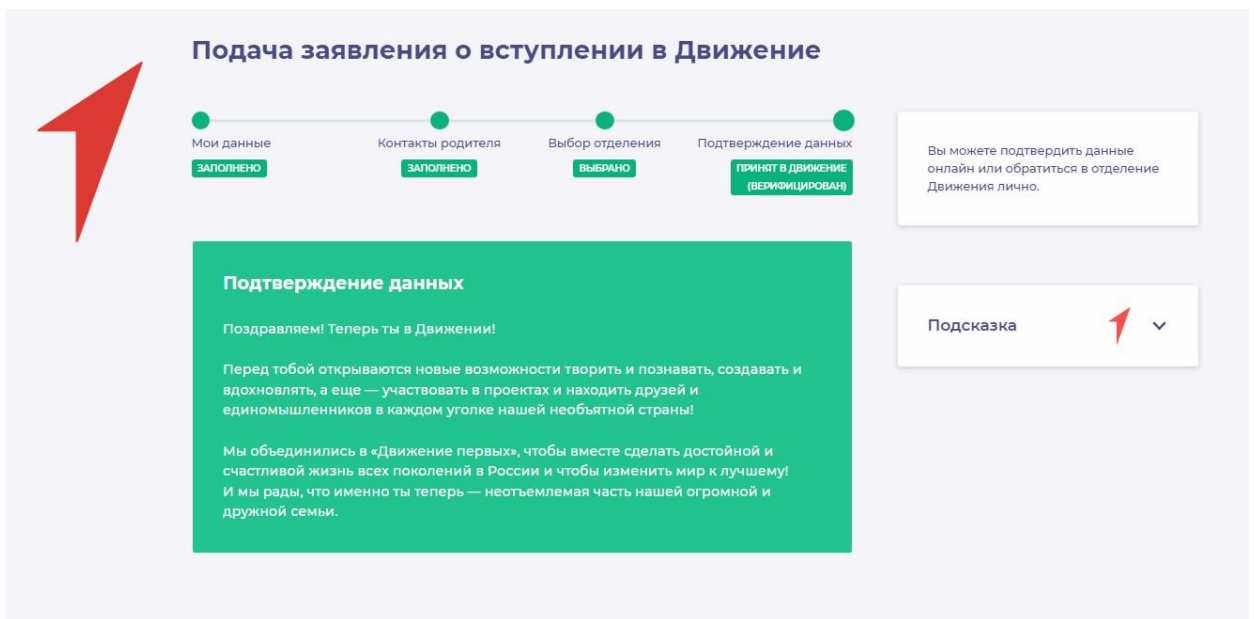 Подача заявления о вступлении в Движение
Мои данные
ЗАПОЛНЕНО
Контакты родителя
ЗАПОЛНЕНО
Выбор отделения
ВЫБРАНО
Подтверждение данных
ПРИНЯТ В ДВИЖЕНИЕ
(ВЕРИФИЦИРОВАН)
Вы можете подтвердить данные
онлайн или обратиться в отделение
Движения лично.
Подсказка
Подтверждение данных
Поздравляем! Теперь ты в Движении!
Перед тобой открываются новые возможности творить и познавать, создавать и
вдохновлять, а еще — участвовать в проектах и находить друзей и
единомышленников в каждом уголке нашей необъятной страны!
Мы объединились в «Движение первых», чтобы вместе сделать достойной и
счастливой жизнь всех поколений в России и чтобы изменить мир к лучшему!
И мы рады, что именно ты теперь — неотъемлемая часть нашей огромной и
дружной семьи.